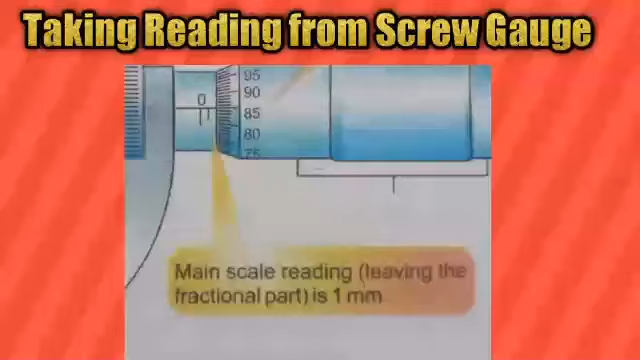 Taking Reading from Screw Gauge
95
90
0
85
80
75
Main scale reading (leaving the
fractional part) is 1 mm